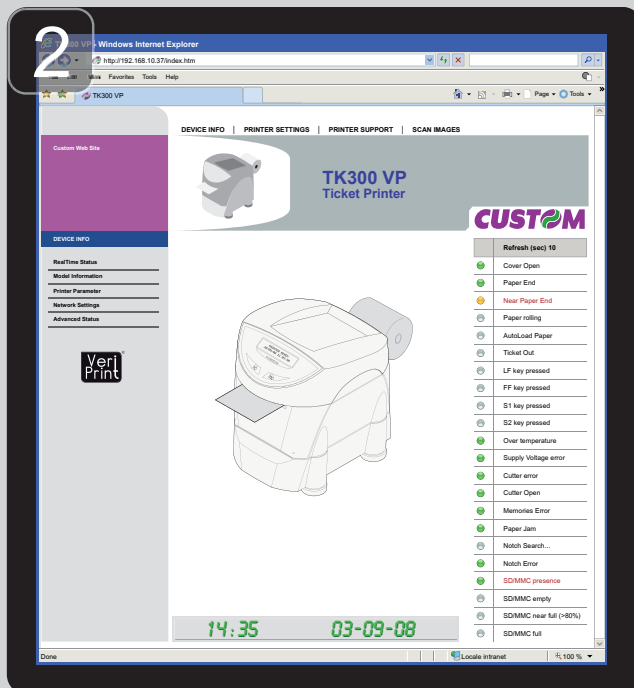 2
TK300 VP - Windows Internet Explorer
http://192.168.10.37/index.htm
File Edit View Favorites Tools Help
TK300 VP
Page Tools
DEVICE INFO | PRINTER SETTINGS | PRINTER SUPPORT | SCAN IMAGES
Custom Web Site
TK300 VP
Ticket Printer
CUSTOM
DEVICE INFO
RealTime Status
Model Information
Printer Parameter
Network Settings
Advanced Status
Veri
Print
Refresh (sec) 10
Cover Open
Paper End
Near Paper End
Paper rolling
AutoLoad Paper
Ticket Out
LF key pressed
FF key pressed
S1 key pressed
S2 key pressed
Over temperature
Supply Voltage error
Cutter error
Cutter Open
Memories Error
Paper Jam
Notch Search...
Notch Error
SD/MMC presence
SD/MMC empty
SD/MMC near full (>80%)
SD/MMC full
14:35 03-09-08
Done
Locale intranet
100 %